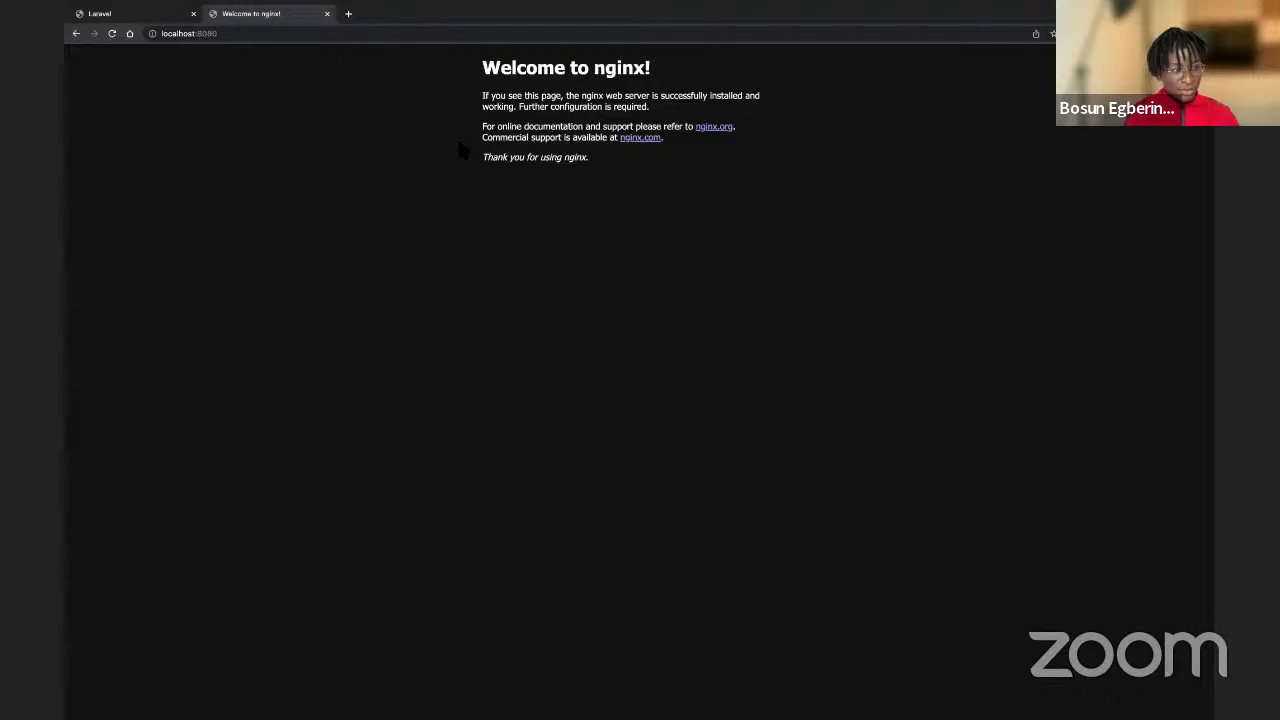 Laravel
Welcome to nginx!
localhost:8080
Welcome to nginx!
If you see this page, the nginx web server is successfully installed and
working. Further configuration is required.
For online documentation and support please refer to nginx.org.
Commercial support is available at nginx.com.
Thank you for using nginx.
Bosun Egberin...
zoom